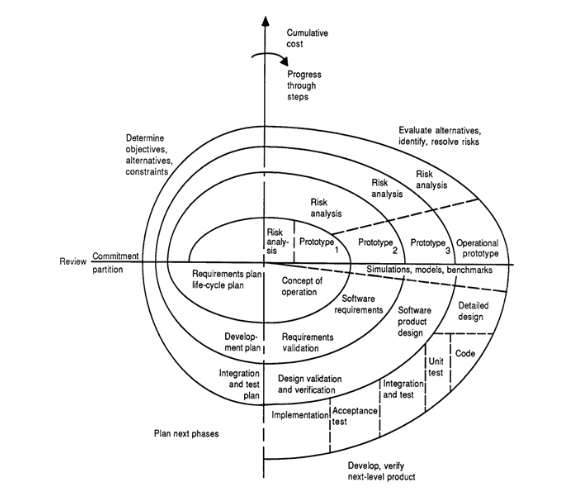 Cumulative
cost
Progress
through
steps
Evaluate alternatives,
identify, resolve risks
Determine
objectives,
alternatives,
constraints
Risk
analysis
Risk
analysis
Risk
analysis
Risk
analy-
sis
Prototype 1
Prototype 2
Prototype 3
Operational
prototype
Review
Commitment
partition
Simulations, models, benchmarks
Requirements plan
life-cycle plan
Concept of
operation
Software
requirements
Software
product
design
Detailed
design
Develop-
ment plan
Requirements
validation
Unit
test
Code
Integration
and test
plan
Design validation
and verification
Integration
and test
Implementation
Acceptance
test
Plan next phases
Develop, verify
next-level product